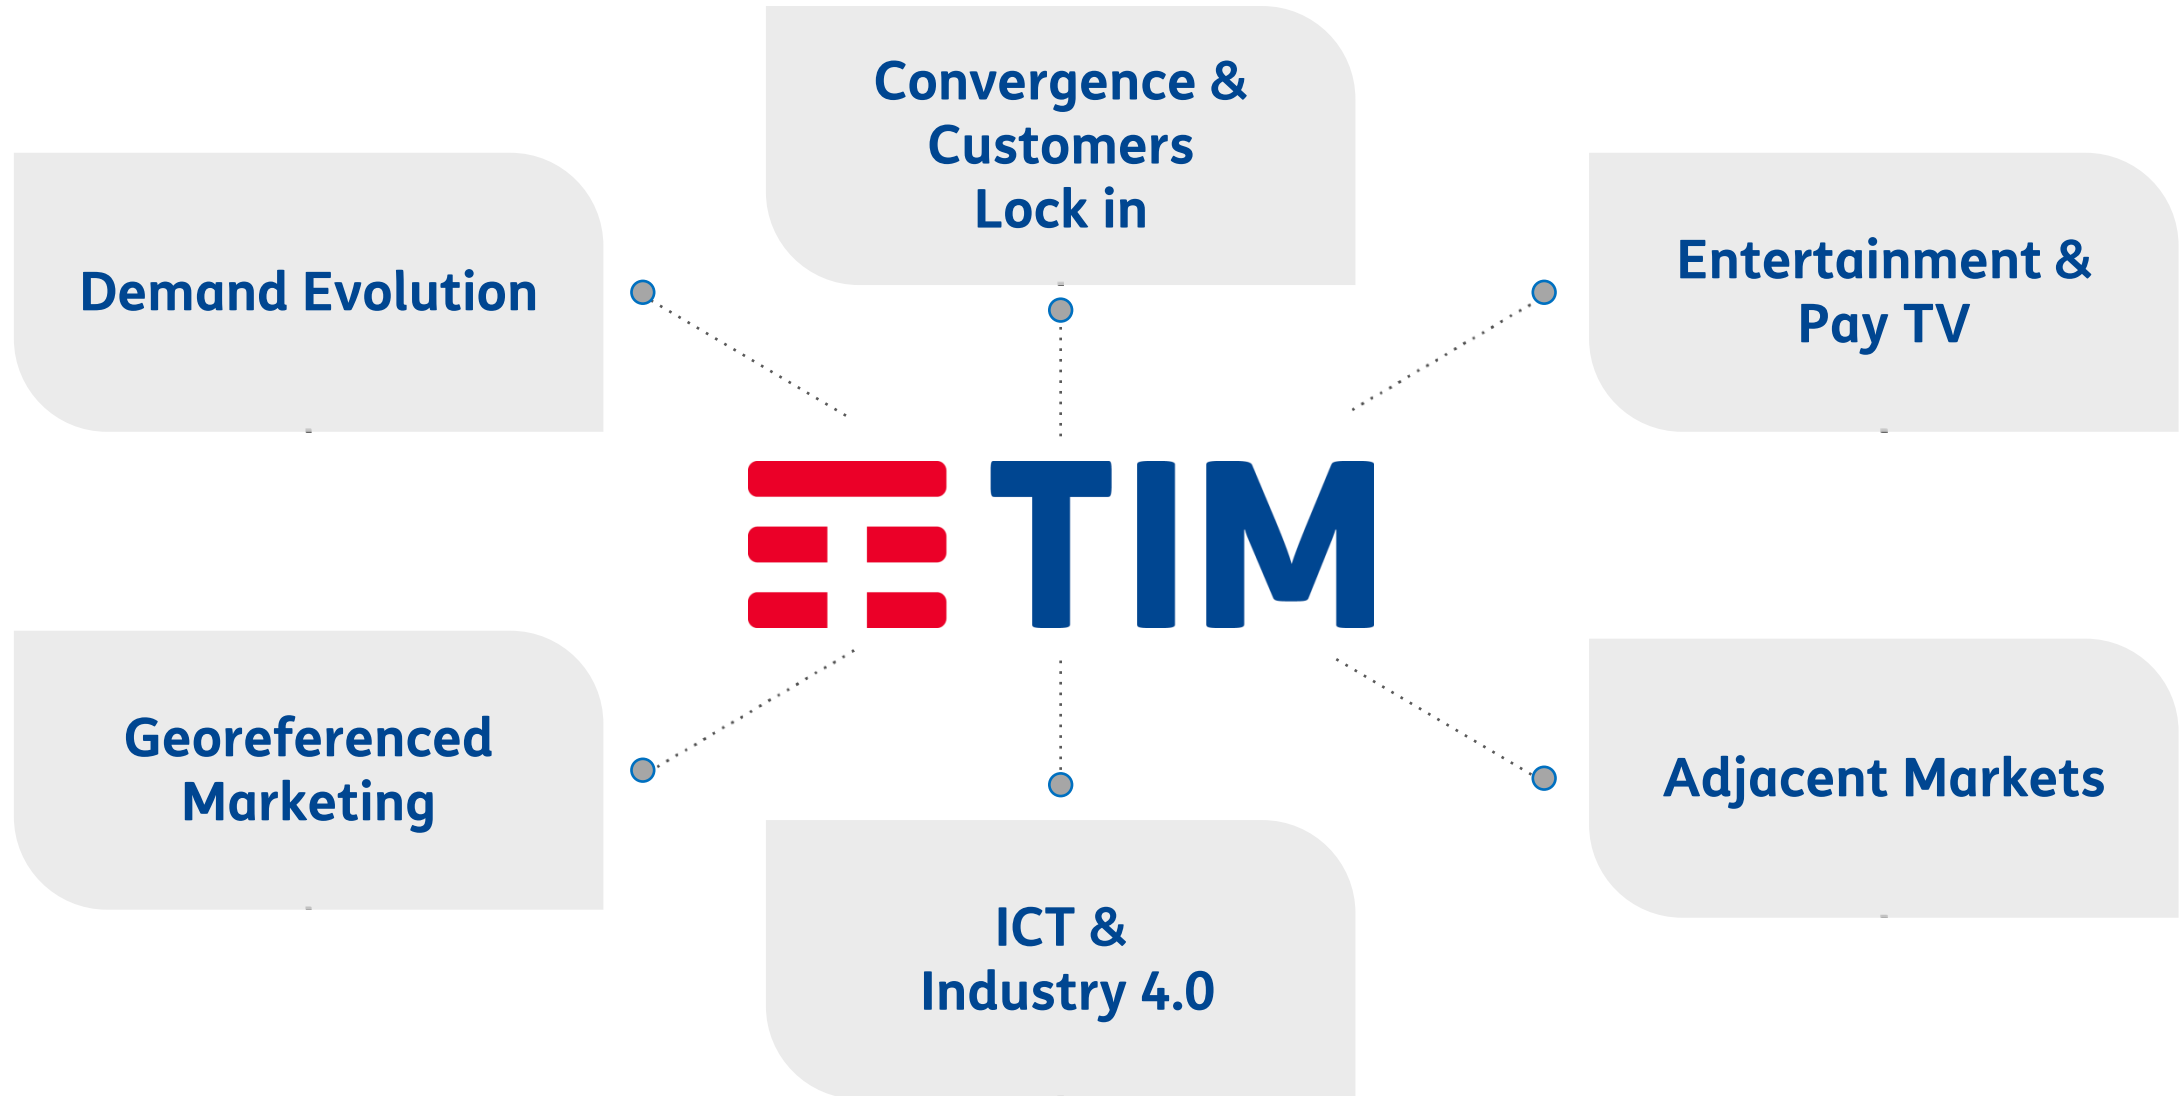 Convergence &
Customers
Lock in
Demand Evolution
Entertainment &
Pay TV
TIM
Georeferenced
Marketing
Adjacent Markets
ICT &
Industry 4.0